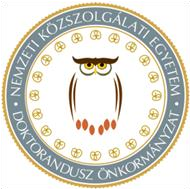 NEMZETI KÖZSZOLGÁLATI EGYETEM
• DOKTORANDUSZ ÖNKORMÁNYZAT •